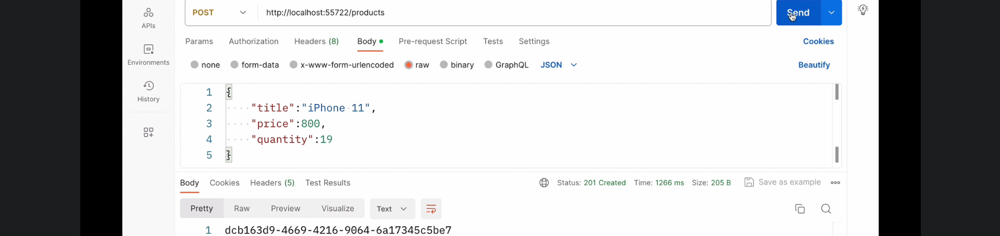 POST http://localhost:55722/products Send
APIs
Params Authorization Headers (8) Body Pre-request Script Tests Settings Cookies
Environments
none form-data x-www-form-urlencoded raw binary GraphQL JSON Beautify
History
1 {
2 "title":"iPhone 11",
3 "price":800,
4 "quantity":19
5 }
Body Cookies Headers (5) Test Results Status: 201 Created Time: 1266 ms Size: 205 B Save as example
Pretty Raw Preview Visualize Text
1 dcb163d9-4669-4216-9064-6a17345c5be7